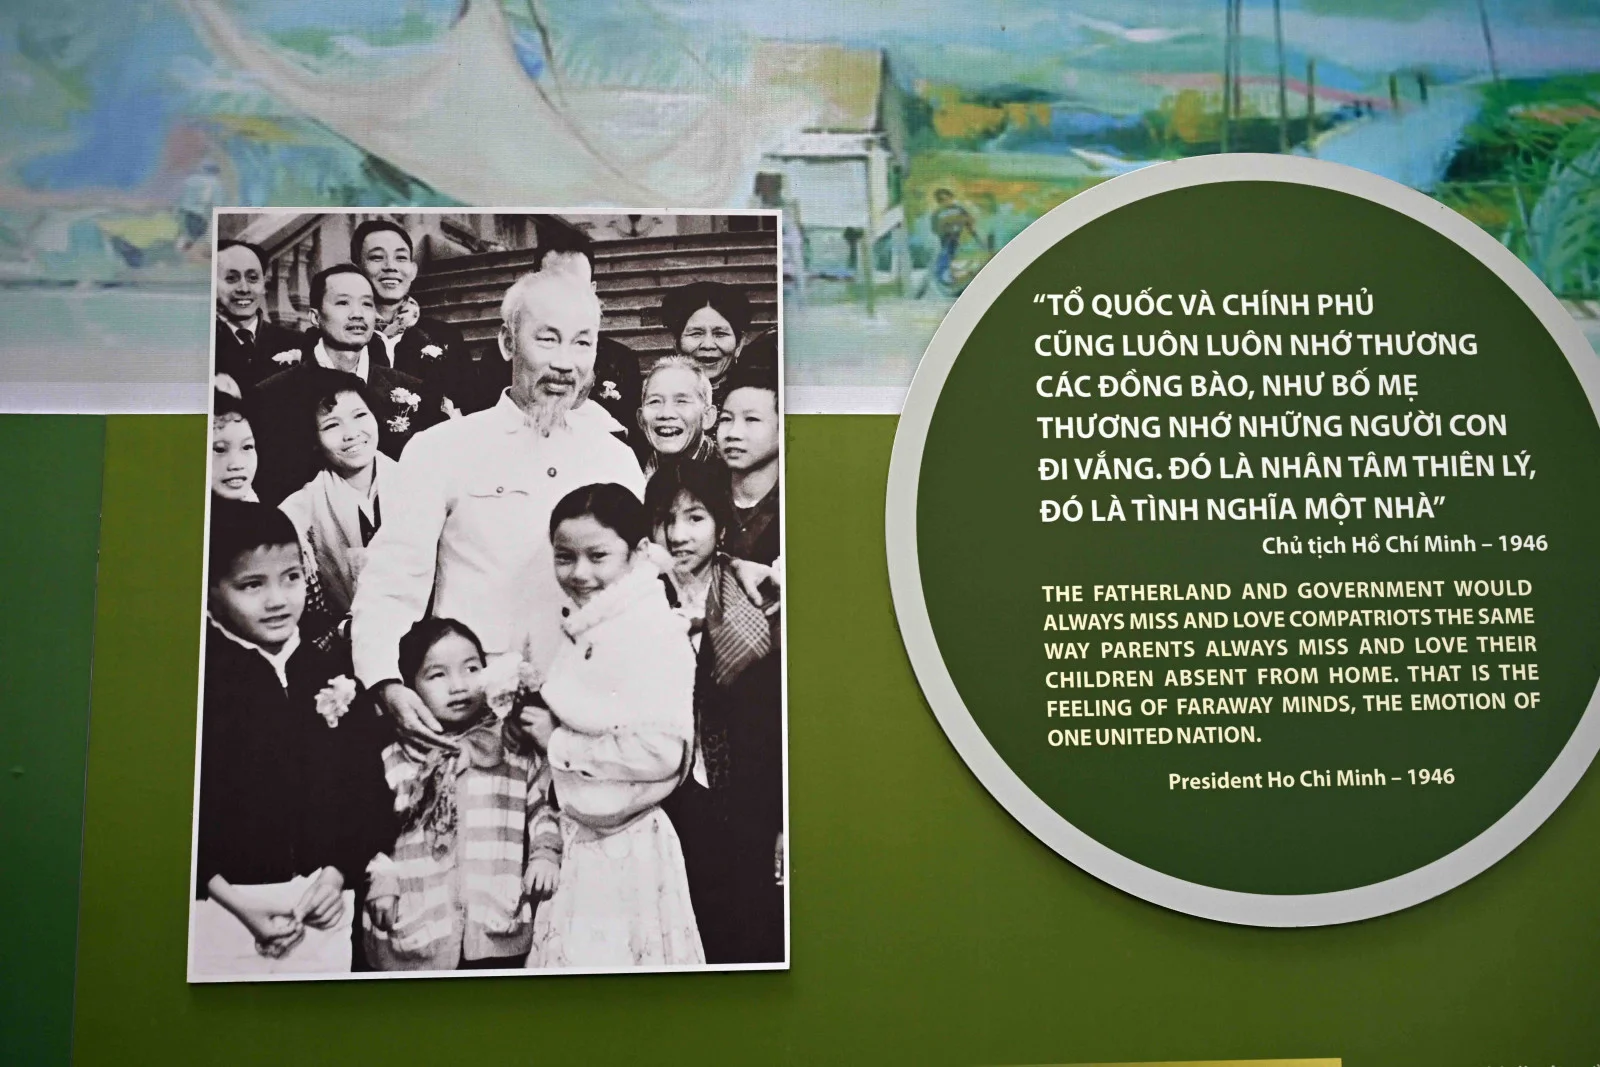 “TỔ QUỐC VÀ CHÍNH PHỦ
CŨNG LUÔN LUÔN NHỚ THƯƠNG
CÁC ĐỒNG BÀO, NHƯ BỐ MẸ
THƯƠNG NHỚ NHỮNG NGƯỜI CON
ĐI VẮNG. ĐÓ LÀ NHÂN TÂM THIÊN LÝ,
ĐÓ LÀ TÌNH NGHĨA MỘT NHÀ”
Chủ tịch Hồ Chí Minh – 1946
THE FATHERLAND AND GOVERNMENT WOULD
ALWAYS MISS AND LOVE COMPATRIOTS THE SAME
WAY PARENTS ALWAYS MISS AND LOVE THEIR
CHILDREN ABSENT FROM HOME. THAT IS THE
FEELING OF FARAWAY MINDS, THE EMOTION OF
ONE UNITED NATION.
President Ho Chi Minh – 1946